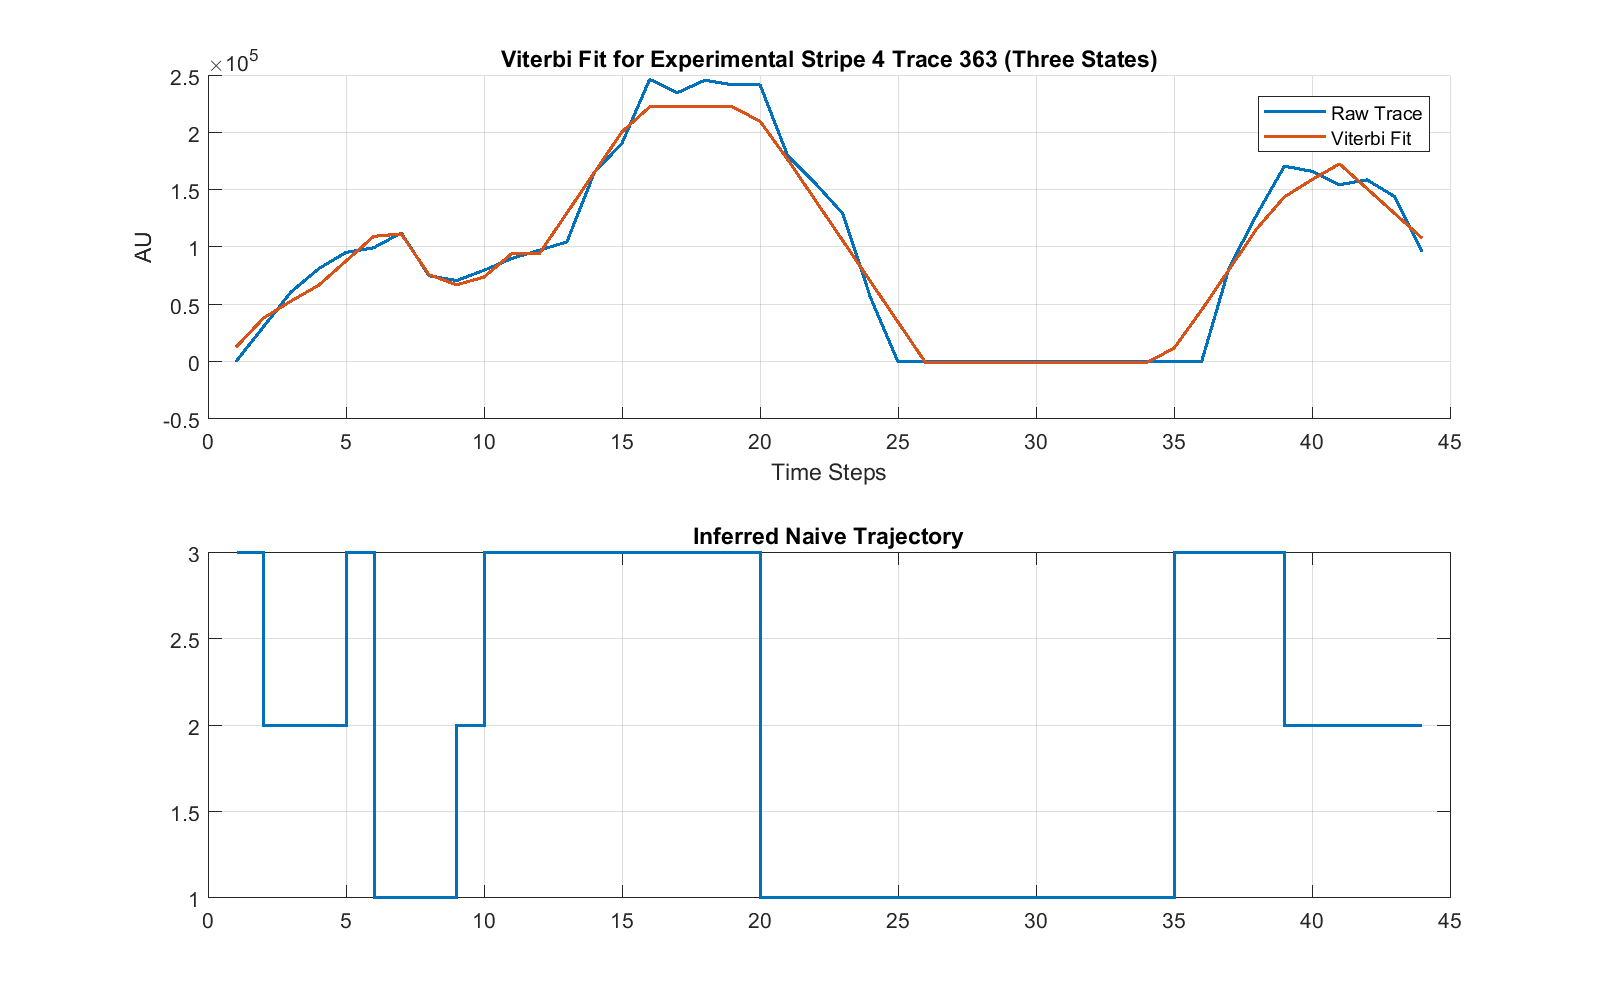 Viterbi Fit for Experimental Stripe 4 Trace 363 (Three States)
×10⁵
2.5
2
1.5
1
0.5
0
-0.5
AU
Raw Trace
Viterbi Fit
0 5 10 15 20 25 30 35 40 45
Time Steps
Inferred Naive Trajectory
3
2.5
2
1.5
1
0 5 10 15 20 25 30 35 40 45